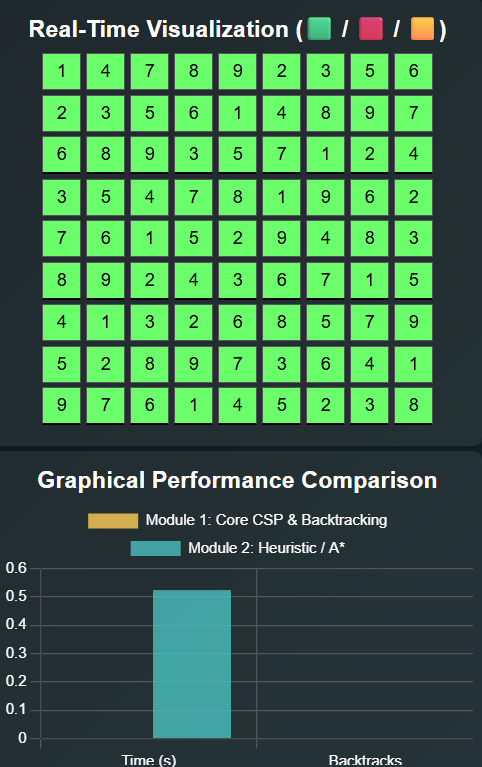 Real-Time Visualization ( / / )
1 4 7 8 9 2 3 5 6
2 3 5 6 1 4 8 9 7
6 8 9 3 5 7 1 2 4
3 5 4 7 8 1 9 6 2
7 6 1 5 2 9 4 8 3
8 9 2 4 3 6 7 1 5
4 1 3 2 6 8 5 7 9
5 2 8 9 7 3 6 4 1
9 7 6 1 4 5 2 3 8
Graphical Performance Comparison
Module 1: Core CSP & Backtracking
Module 2: Heuristic / A*
0.6
0.5
0.4
0.3
0.2
0.1
0
Time (s) Backtracks